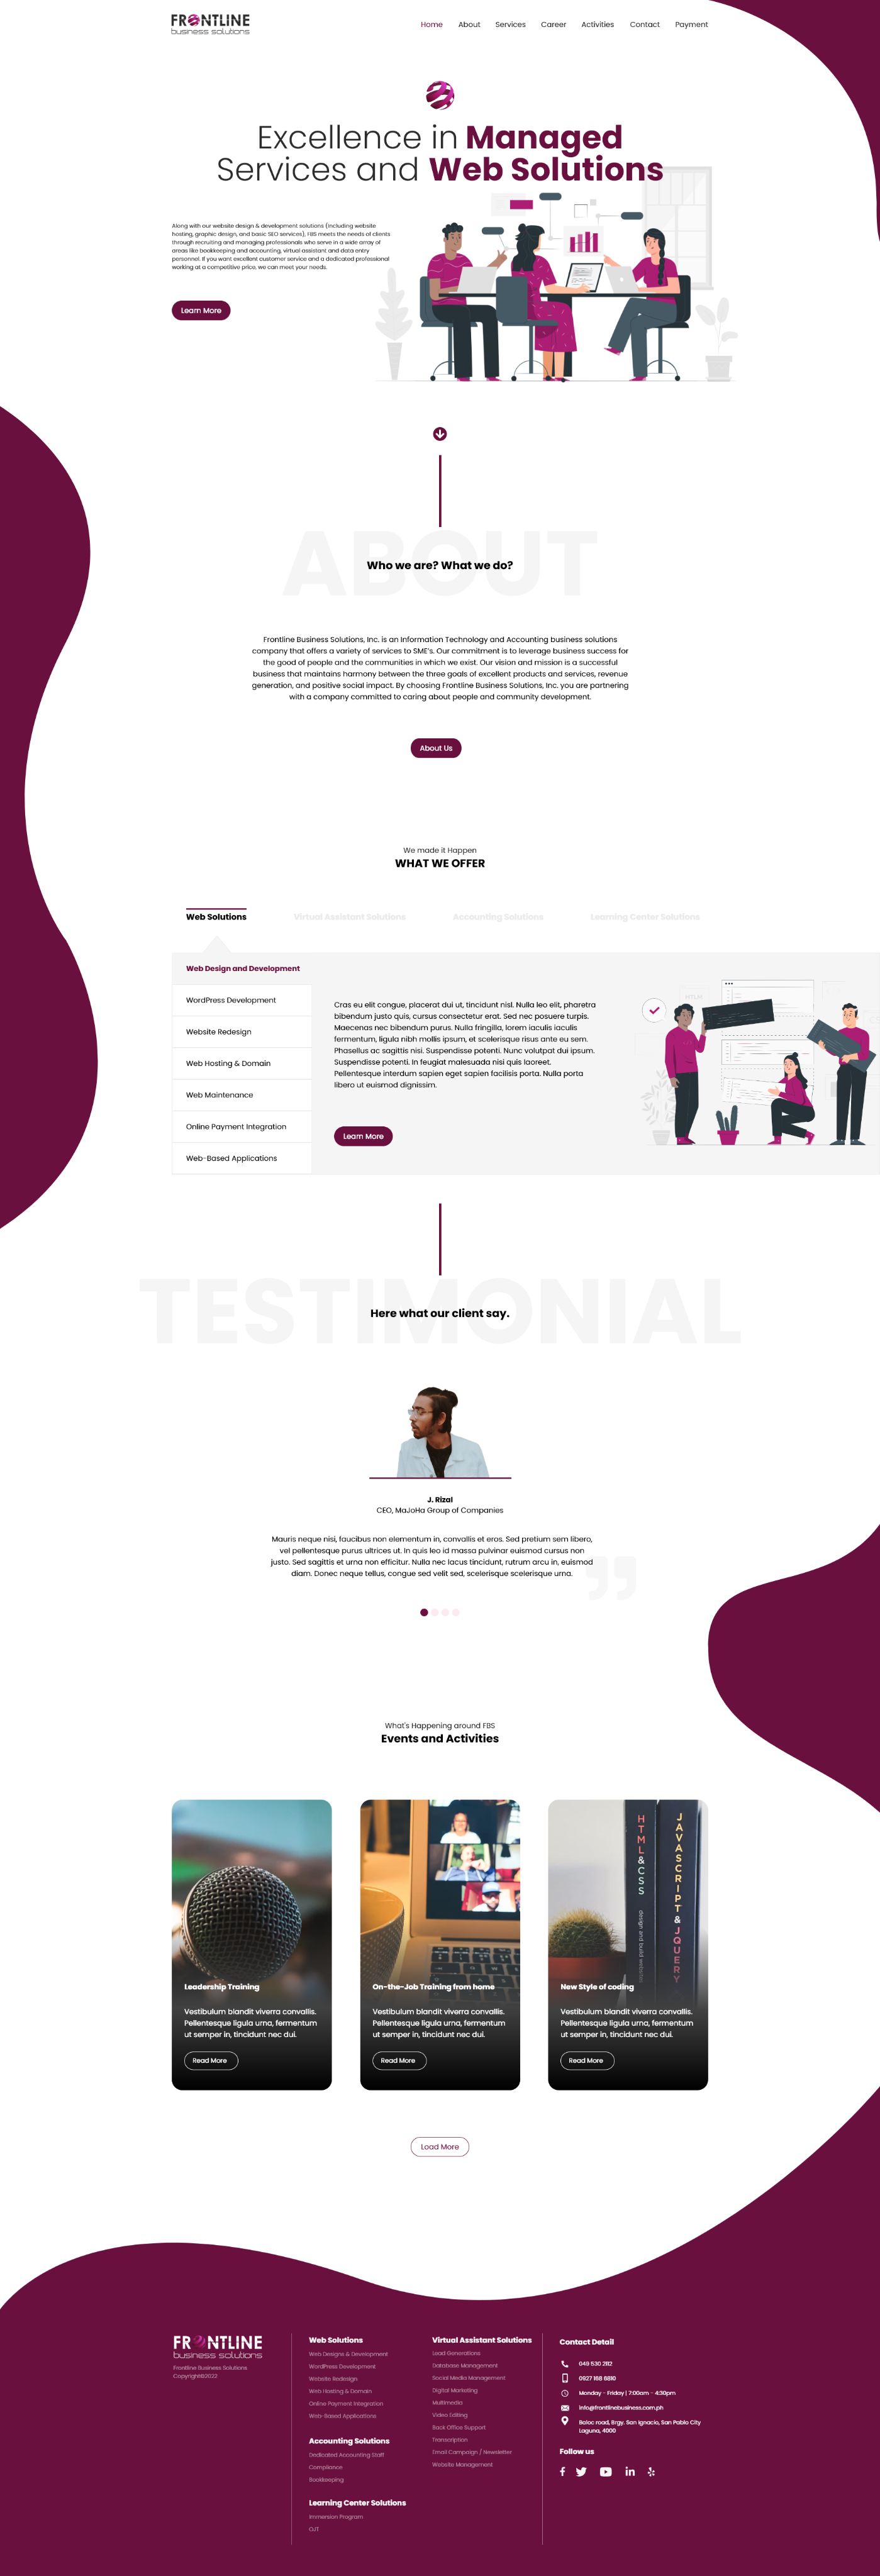 FRONTLINE
business solutions
Home About Services Career Activities Contact Payment
Excellence in Managed
Services and Web Solutions
Along with our website design & development solutions (including website
hosting, graphic design, and basic SEO services), FBS meets the needs of clients
through recruiting and managing professionals who serve in a wide array of
areas like bookkeeping and accounting, virtual assistant and data entry
personnel. If you want excellent customer service and a dedicated professional
working at a competitive price, we can meet your needs.
Learn More
ABOUT
Who we are? What we do?
Frontline Business Solutions, Inc. is an Information Technology and Accounting business solutions
company that offers a variety of services to SME's. Our commitment is to leverage business success for
the good of people and the communities in which we exist. Our vision and mission is a successful
business that maintains harmony between the three goals of excellent products and services, revenue
generation, and positive social impact. By choosing Frontline Business Solutions, Inc. you are partnering
with a company committed to caring about people and community development.
About Us
We made it Happen
WHAT WE OFFER
Web Solutions Virtual Assistant Solutions Accounting Solutions Learning Center Solutions
Web Design and Development
WordPress Development
Website Redesign
Web Hosting & Domain
Web Maintenance
Online Payment Integration
Web-Based Applications
Cras eu elit congue, placerat dui ut, tincidunt nisl. Nulla leo elit, pharetra
bibendum justo quis, cursus consectetur erat. Sed nec posuere turpis.
Maecenas nec bibendum purus. Nulla fringilla, lorem iaculis iaculis
fermentum, ligula nibh mollis ipsum, et scelerisque risus ante eu sem.
Phasellus ac sagittis nisi. Suspendisse potenti. Nunc volutpat dui ipsum.
Suspendisse potenti. In feugiat malesuada nisi quis laoreet.
Pellentesque interdum sapien eget sapien facilisis porta. Nulla porta
libero ut euismod dignissim.
Learn More
TESTIMONIAL
Here what our client say.
J. Rizal
CEO, MaJoHa Group of Companies
Mauris neque nisi, faucibus non elementum in, convallis et eros. Sed pretium sem libero,
vel pellentesque purus ultrices ut. In quis leo id massa pulvinar euismod cursus non
justo. Sed sagittis et urna non efficitur. Nulla nec lacus tincidunt, rutrum arcu in, euismod
diam. Donec neque tellus, congue sed velit sed, scelerisque scelerisque urna.
What's Happening around FBS
Events and Activities
Leadership Training
Vestibulum blandit viverra convallis.
Pellentesque ligula urna, fermentum
ut semper in, tincidunt nec dui.
Read More
On-the-Job Training from home
Vestibulum blandit viverra convallis.
Pellentesque ligula urna, fermentum
ut semper in, tincidunt nec dui.
Read More
HTML&CSS
design and build websites
JAVASCRIPT & JQUERY
New Style of coding
Vestibulum blandit viverra convallis.
Pellentesque ligula urna, fermentum
ut semper in, tincidunt nec dui.
Read More
Load More
FRONTLINE
business solutions
Frontline Business Solutions
Copyright©2022
Web Solutions
Web Designs & Development
WordPress Development
Website Redesign
Web Hosting & Domain
Online Payment Integration
Web-Based Applications
Accounting Solutions
Dedicated Accounting Staff
Compliance
Bookkeeping
Learning Center Solutions
Immersion Program
OJT
Virtual Assistant Solutions
Lead Generations
Database Management
Social Media Management
Digital Marketing
Multimedia
Video Editing
Back Office Support
Transcription
Email Campaign / Newsletter
Website Management
Contact Detail
049 530 2112
0927 168 6810
Monday - Friday | 7:00am - 4:30pm
info@frontlinebusiness.com.ph
Baloc road, Brgy. San Ignacio, San Pablo City
Laguna, 4000
Follow us